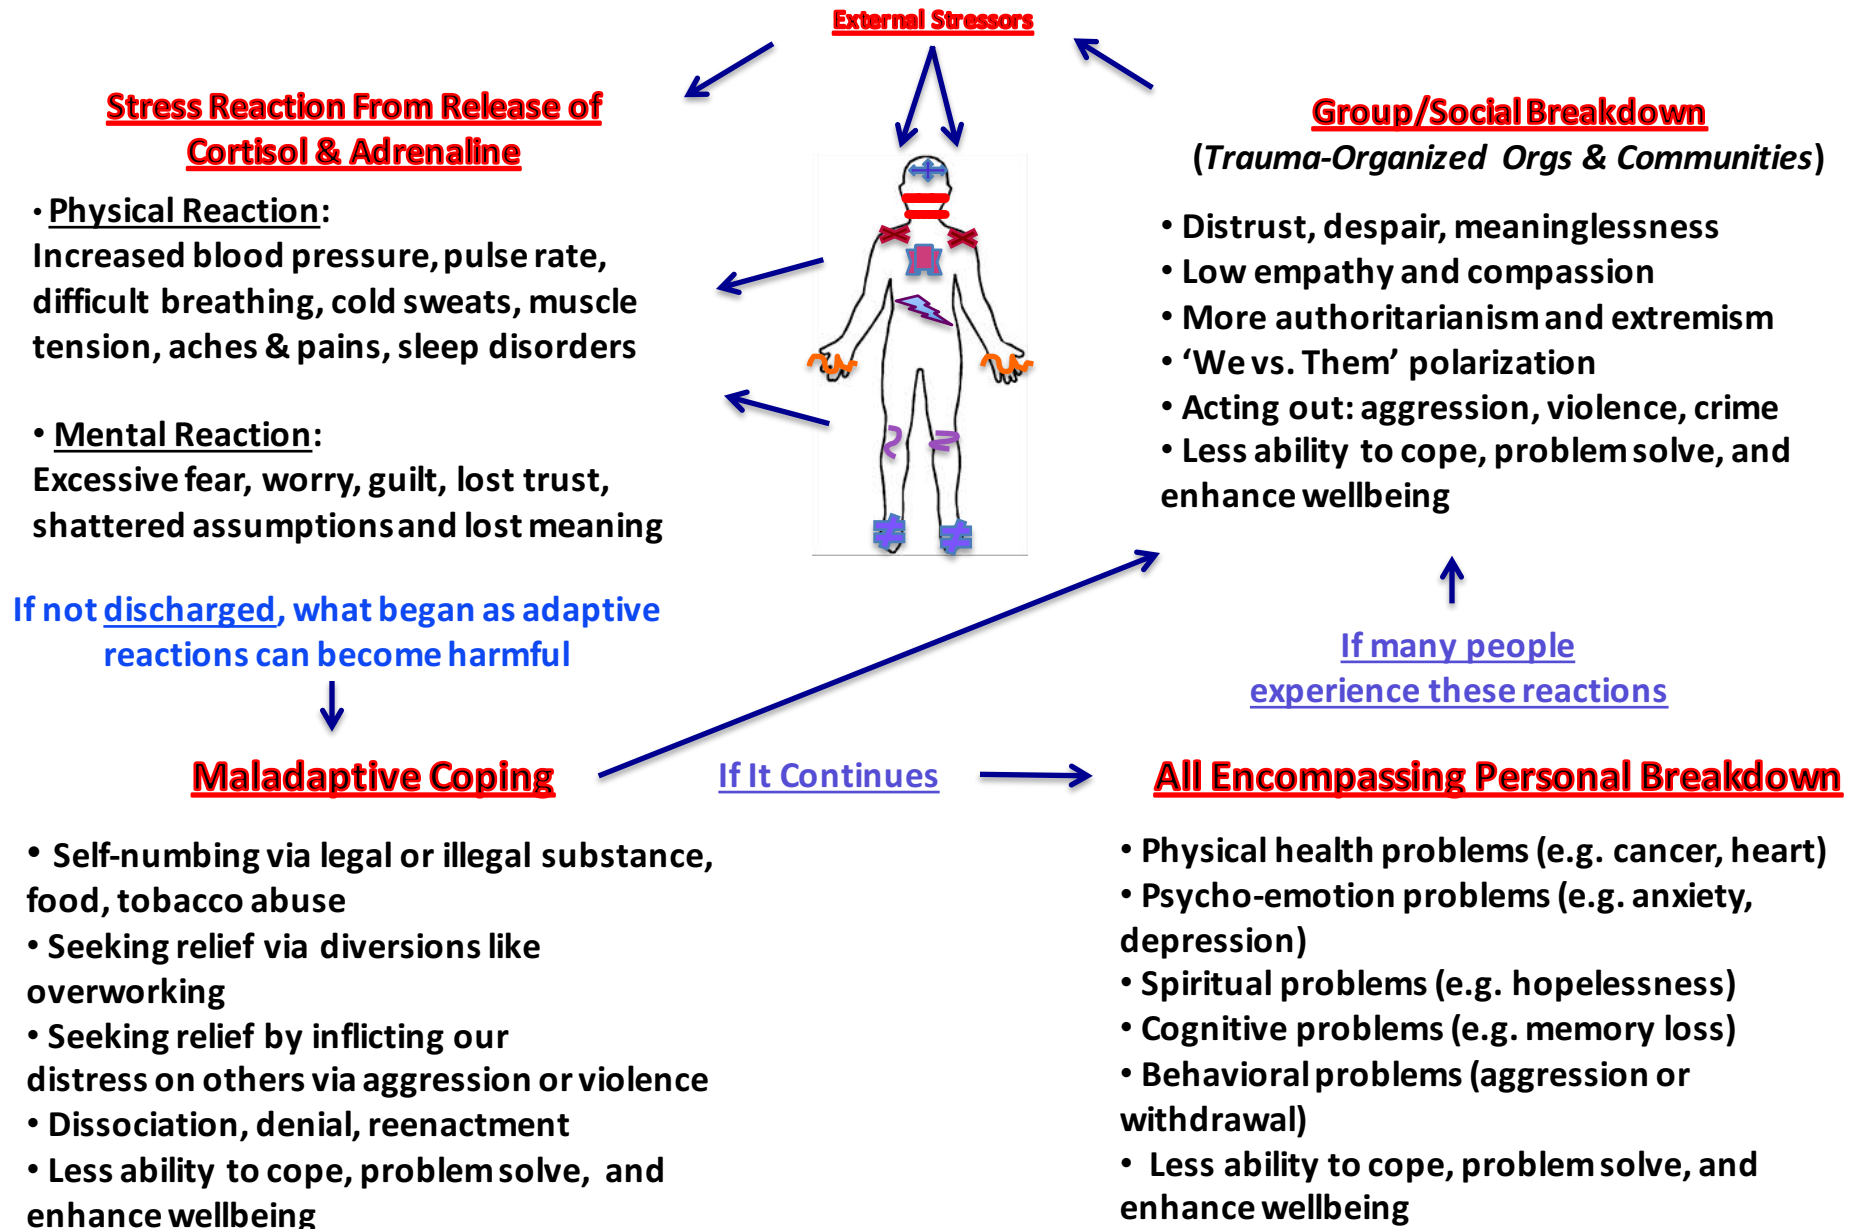 External Stressors
Stress Reaction From Release of
Cortisol & Adrenaline
• Physical Reaction:
Increased blood pressure, pulse rate,
difficult breathing, cold sweats, muscle
tension, aches & pains, sleep disorders
• Mental Reaction:
Excessive fear, worry, guilt, lost trust,
shattered assumptions and lost meaning
If not discharged, what began as adaptive
reactions can become harmful
Maladaptive Coping
• Self-numbing via legal or illegal substance,
food, tobacco abuse
• Seeking relief via diversions like
overworking
• Seeking relief by inflicting our
distress on others via aggression or violence
• Dissociation, denial, reenactment
• Less ability to cope, problem solve, and
enhance wellbeing
If It Continues
Group/Social Breakdown
(Trauma-Organized Orgs & Communities)
• Distrust, despair, meaninglessness
• Low empathy and compassion
• More authoritarianism and extremism
• ‘We vs. Them’ polarization
• Acting out: aggression, violence, crime
• Less ability to cope, problem solve, and
enhance wellbeing
If many people
experience these reactions
All Encompassing Personal Breakdown
• Physical health problems (e.g. cancer, heart)
• Psycho-emotion problems (e.g. anxiety,
depression)
• Spiritual problems (e.g. hopelessness)
• Cognitive problems (e.g. memory loss)
• Behavioral problems (aggression or
withdrawal)
• Less ability to cope, problem solve, and
enhance wellbeing